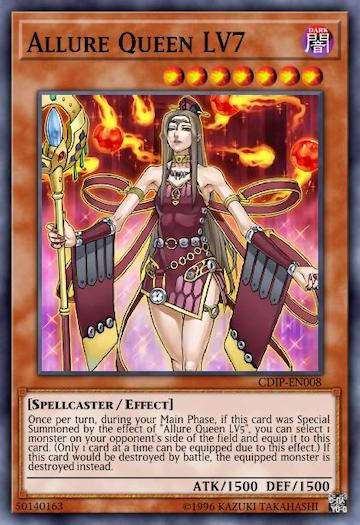 ALLURE QUEEN LV7
DARK
闇
CDIP-EN008
[SPELLCASTER / EFFECT]
Once per turn, during your Main Phase, if this card was Special
Summoned by the effect of "Allure Queen LV5", you can select 1
monster on your opponent's side of the field and equip it to this
card. (Only 1 card at a time can be equipped due to this effect.) If
this card would be destroyed by battle, the equipped monster is
destroyed instead.
ATK/1500 DEF/1500
50140163
©1996 KAZUKI TAKAHASHI